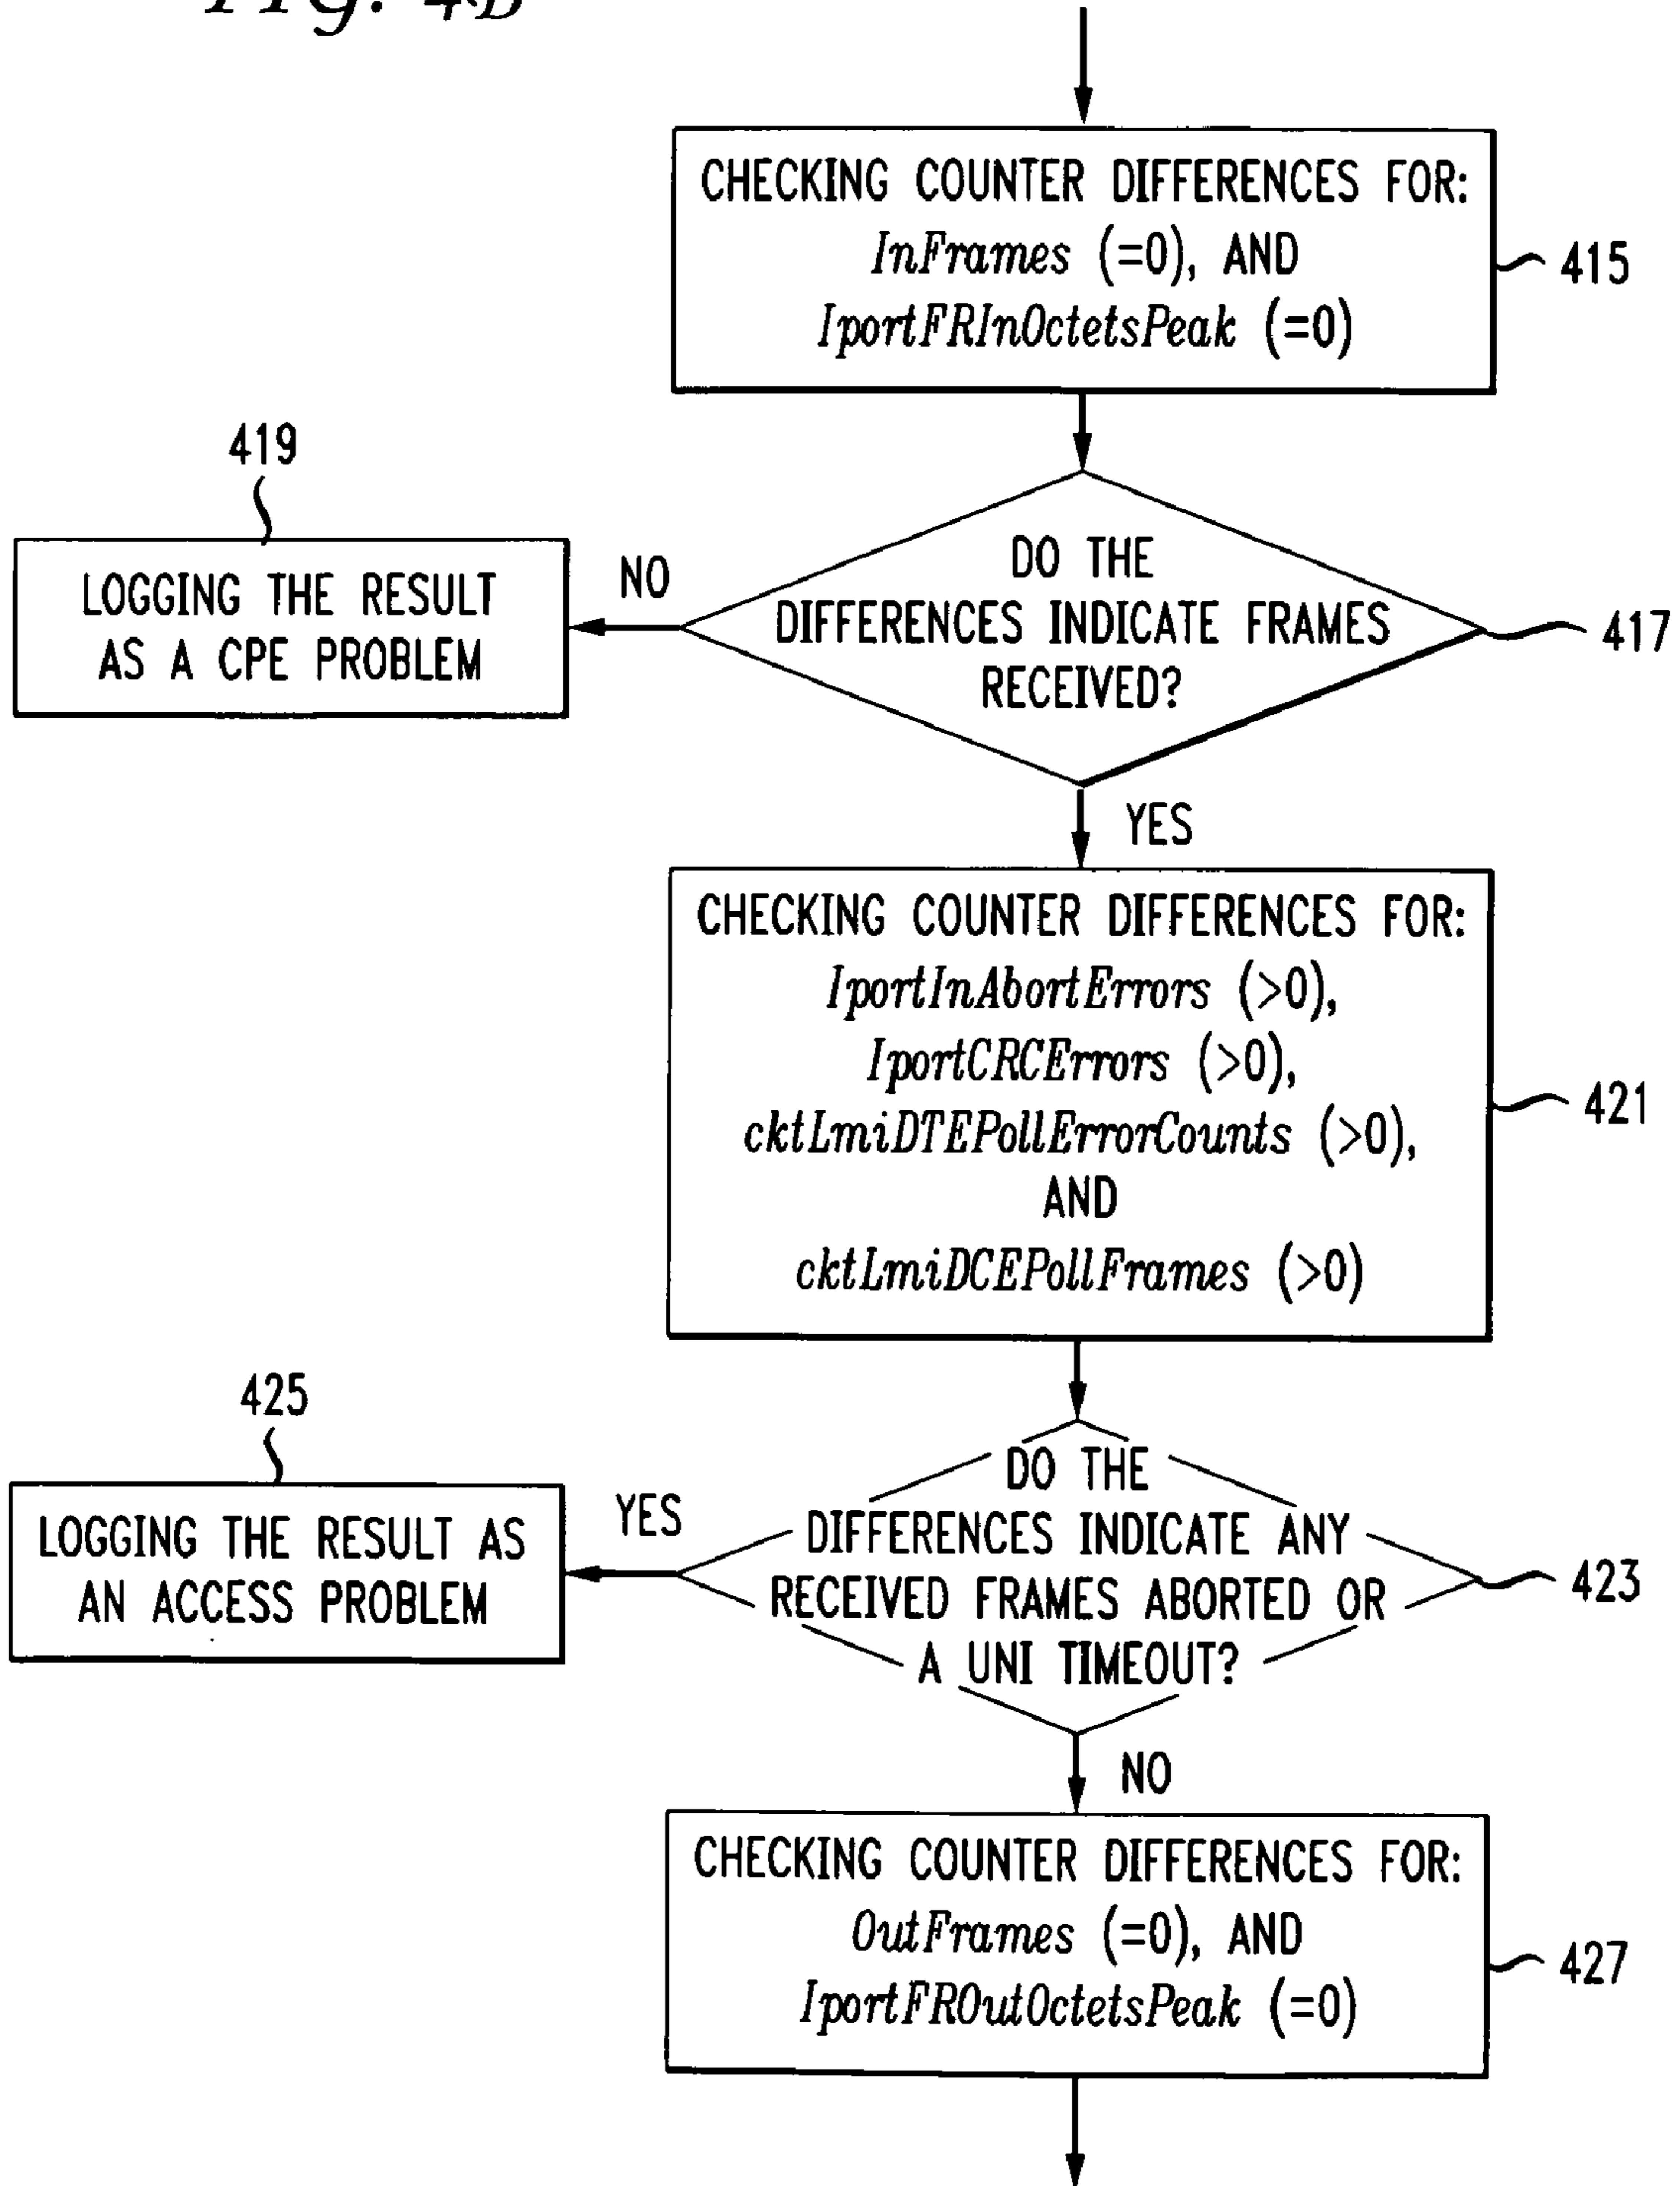 FIG. 4B
CHECKING COUNTER DIFFERENCES FOR:
InFrames (=0), AND
IportFRInOctetsPeak (=0)
415
419
LOGGING THE RESULT
AS A CPE PROBLEM
NO
DO THE
DIFFERENCES INDICATE FRAMES
RECEIVED?
417
YES
CHECKING COUNTER DIFFERENCES FOR:
IportInAbortErrors (>0),
IportCRCErrors (>0),
cktLmiDTEPollErrorCounts (>0),
AND
cktLmiDCEPollFrames (>0)
421
425
LOGGING THE RESULT AS
AN ACCESS PROBLEM
YES
DO THE
DIFFERENCES INDICATE ANY
RECEIVED FRAMES ABORTED OR
A UNI TIMEOUT?
423
NO
CHECKING COUNTER DIFFERENCES FOR:
OutFrames (=0), AND
IportFROutOctetsPeak (=0)
427